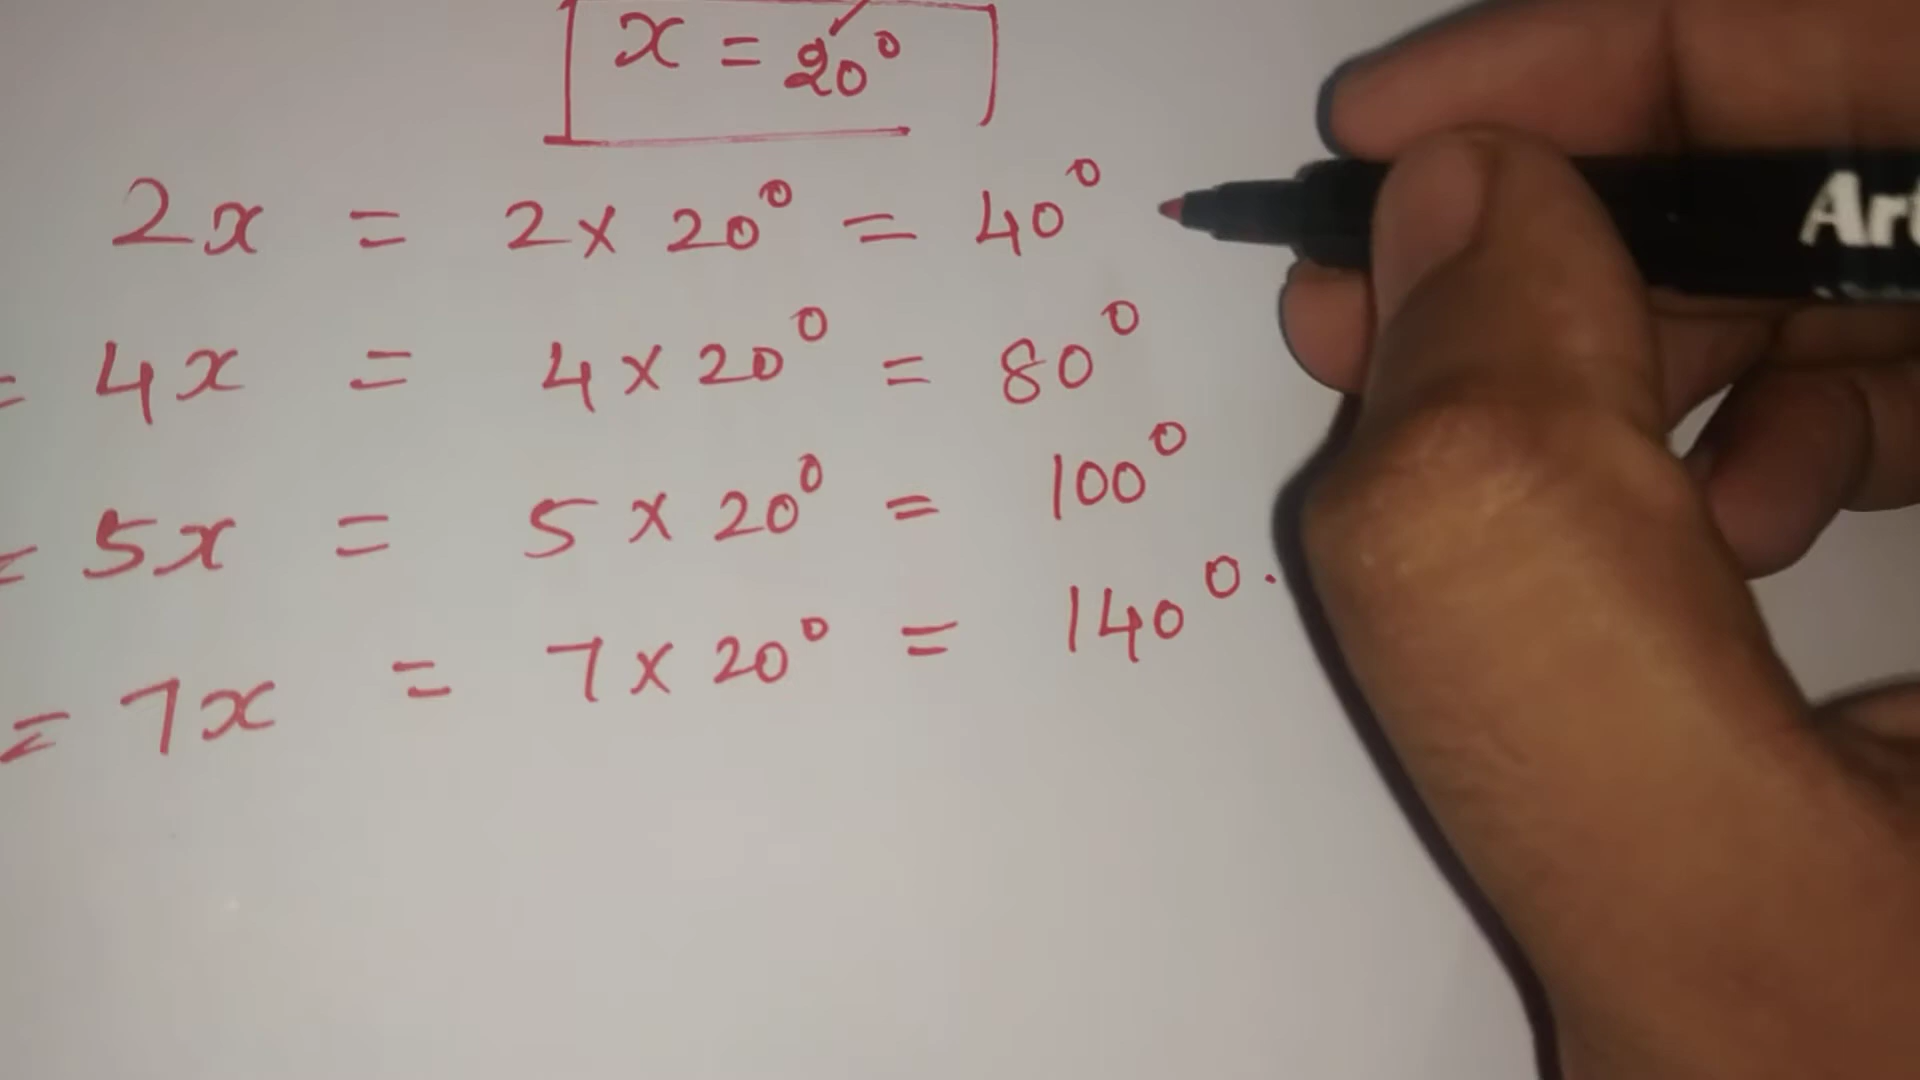 x = 20°
2x = 2 × 20° = 40°
= 4x = 4 × 20° = 80°
= 5x = 5 × 20° = 100°
= 7x = 7 × 20° = 140°.